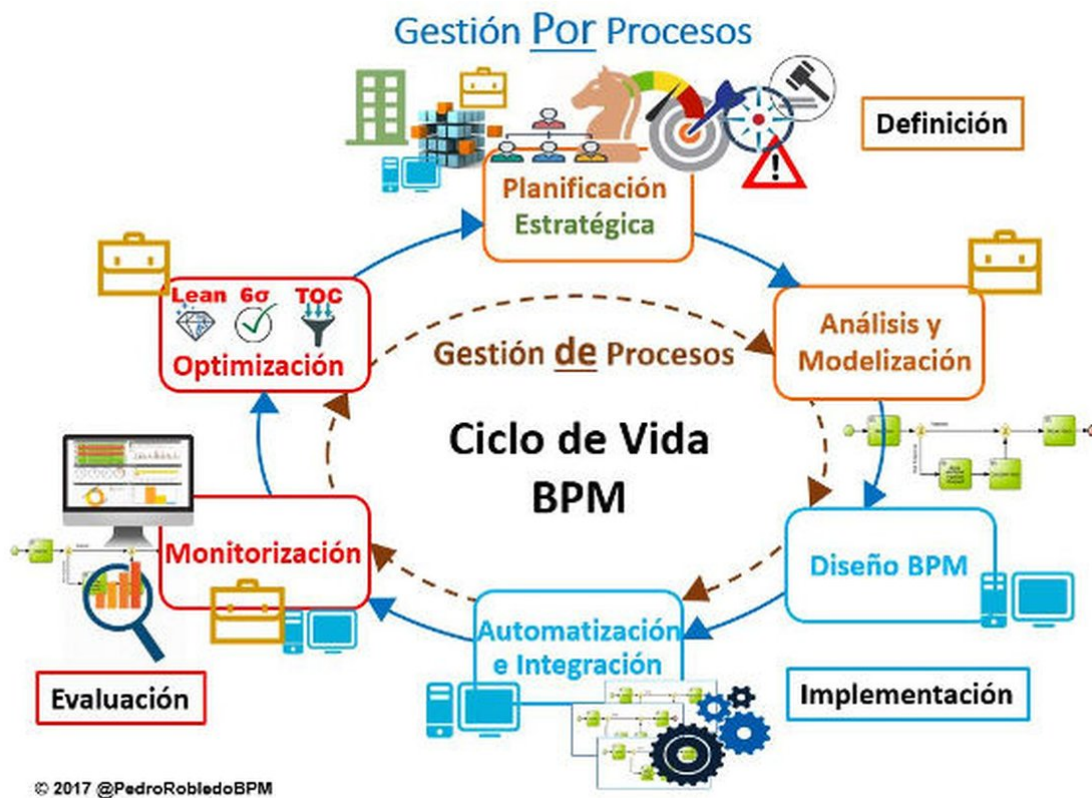 Gestión Por Procesos
Definición
Planificación
Estratégica
Lean 6σ TOC
Optimización
Análisis y
Modelización
Gestión de Procesos
Ciclo de Vida
BPM
Monitorización
Diseño BPM
Automatización
e Integración
Evaluación
Implementación
© 2017 @PedroRobledoBPM